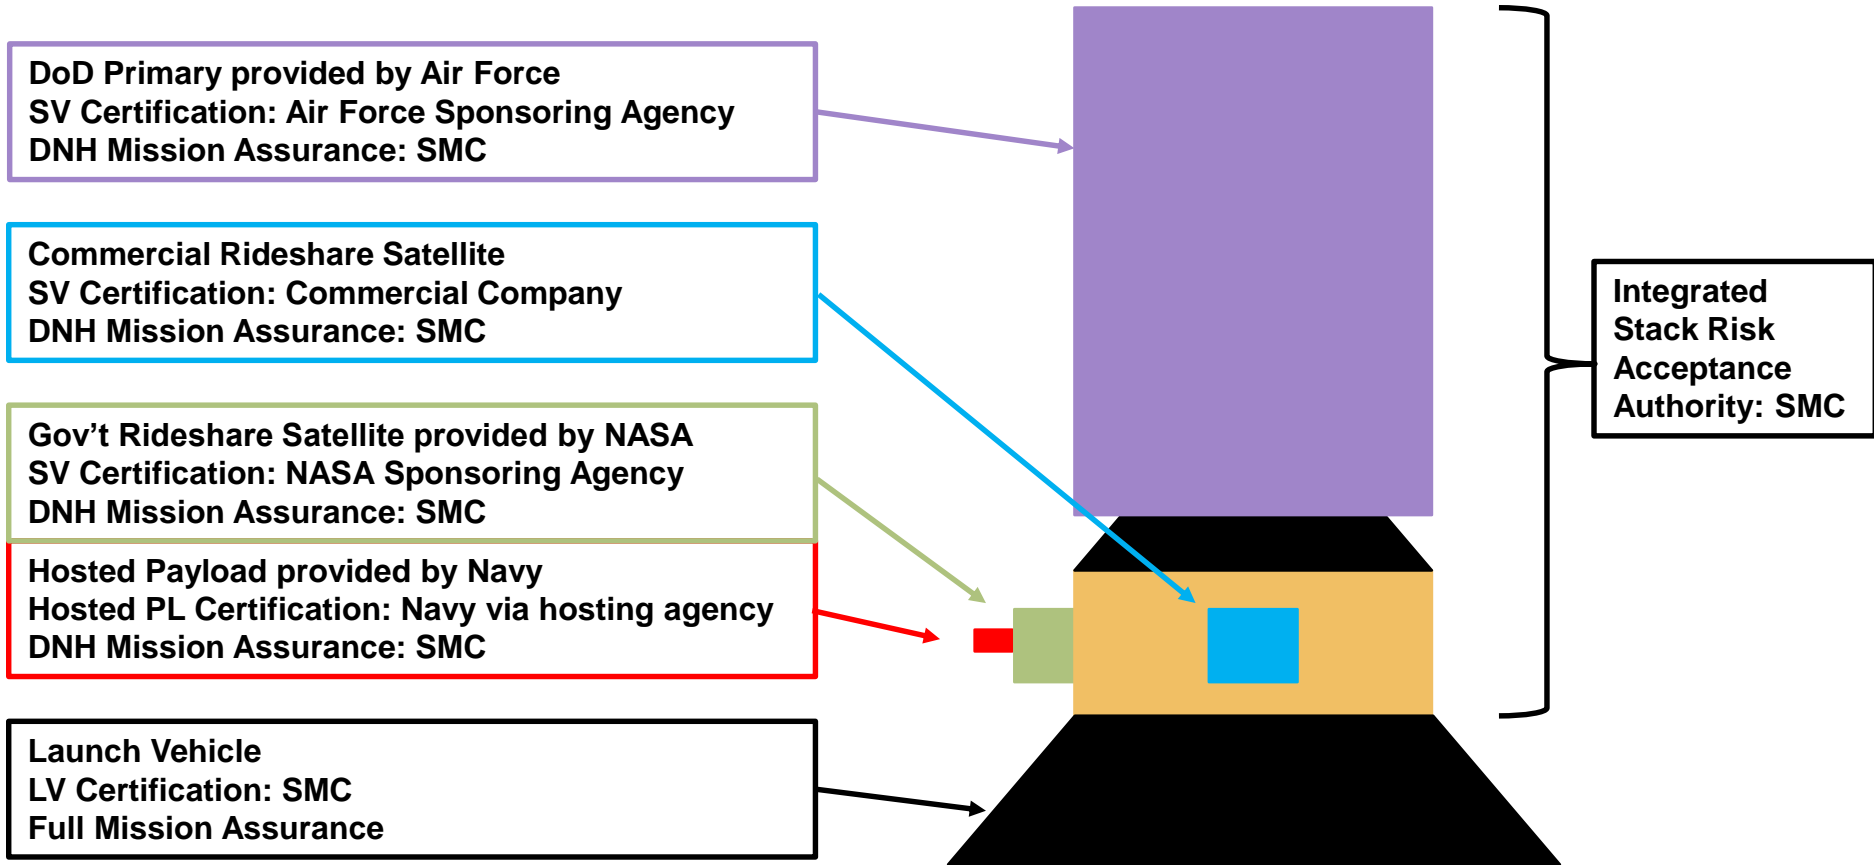 DoD Primary provided by Air Force
SV Certification: Air Force Sponsoring Agency
DNH Mission Assurance: SMC
Commercial Rideshare Satellite
SV Certification: Commercial Company
DNH Mission Assurance: SMC
Gov’t Rideshare Satellite provided by NASA
SV Certification: NASA Sponsoring Agency
DNH Mission Assurance: SMC
Hosted Payload provided by Navy
Hosted PL Certification: Navy via hosting agency
DNH Mission Assurance: SMC
Launch Vehicle
LV Certification: SMC
Full Mission Assurance
Integrated
Stack Risk
Acceptance
Authority: SMC